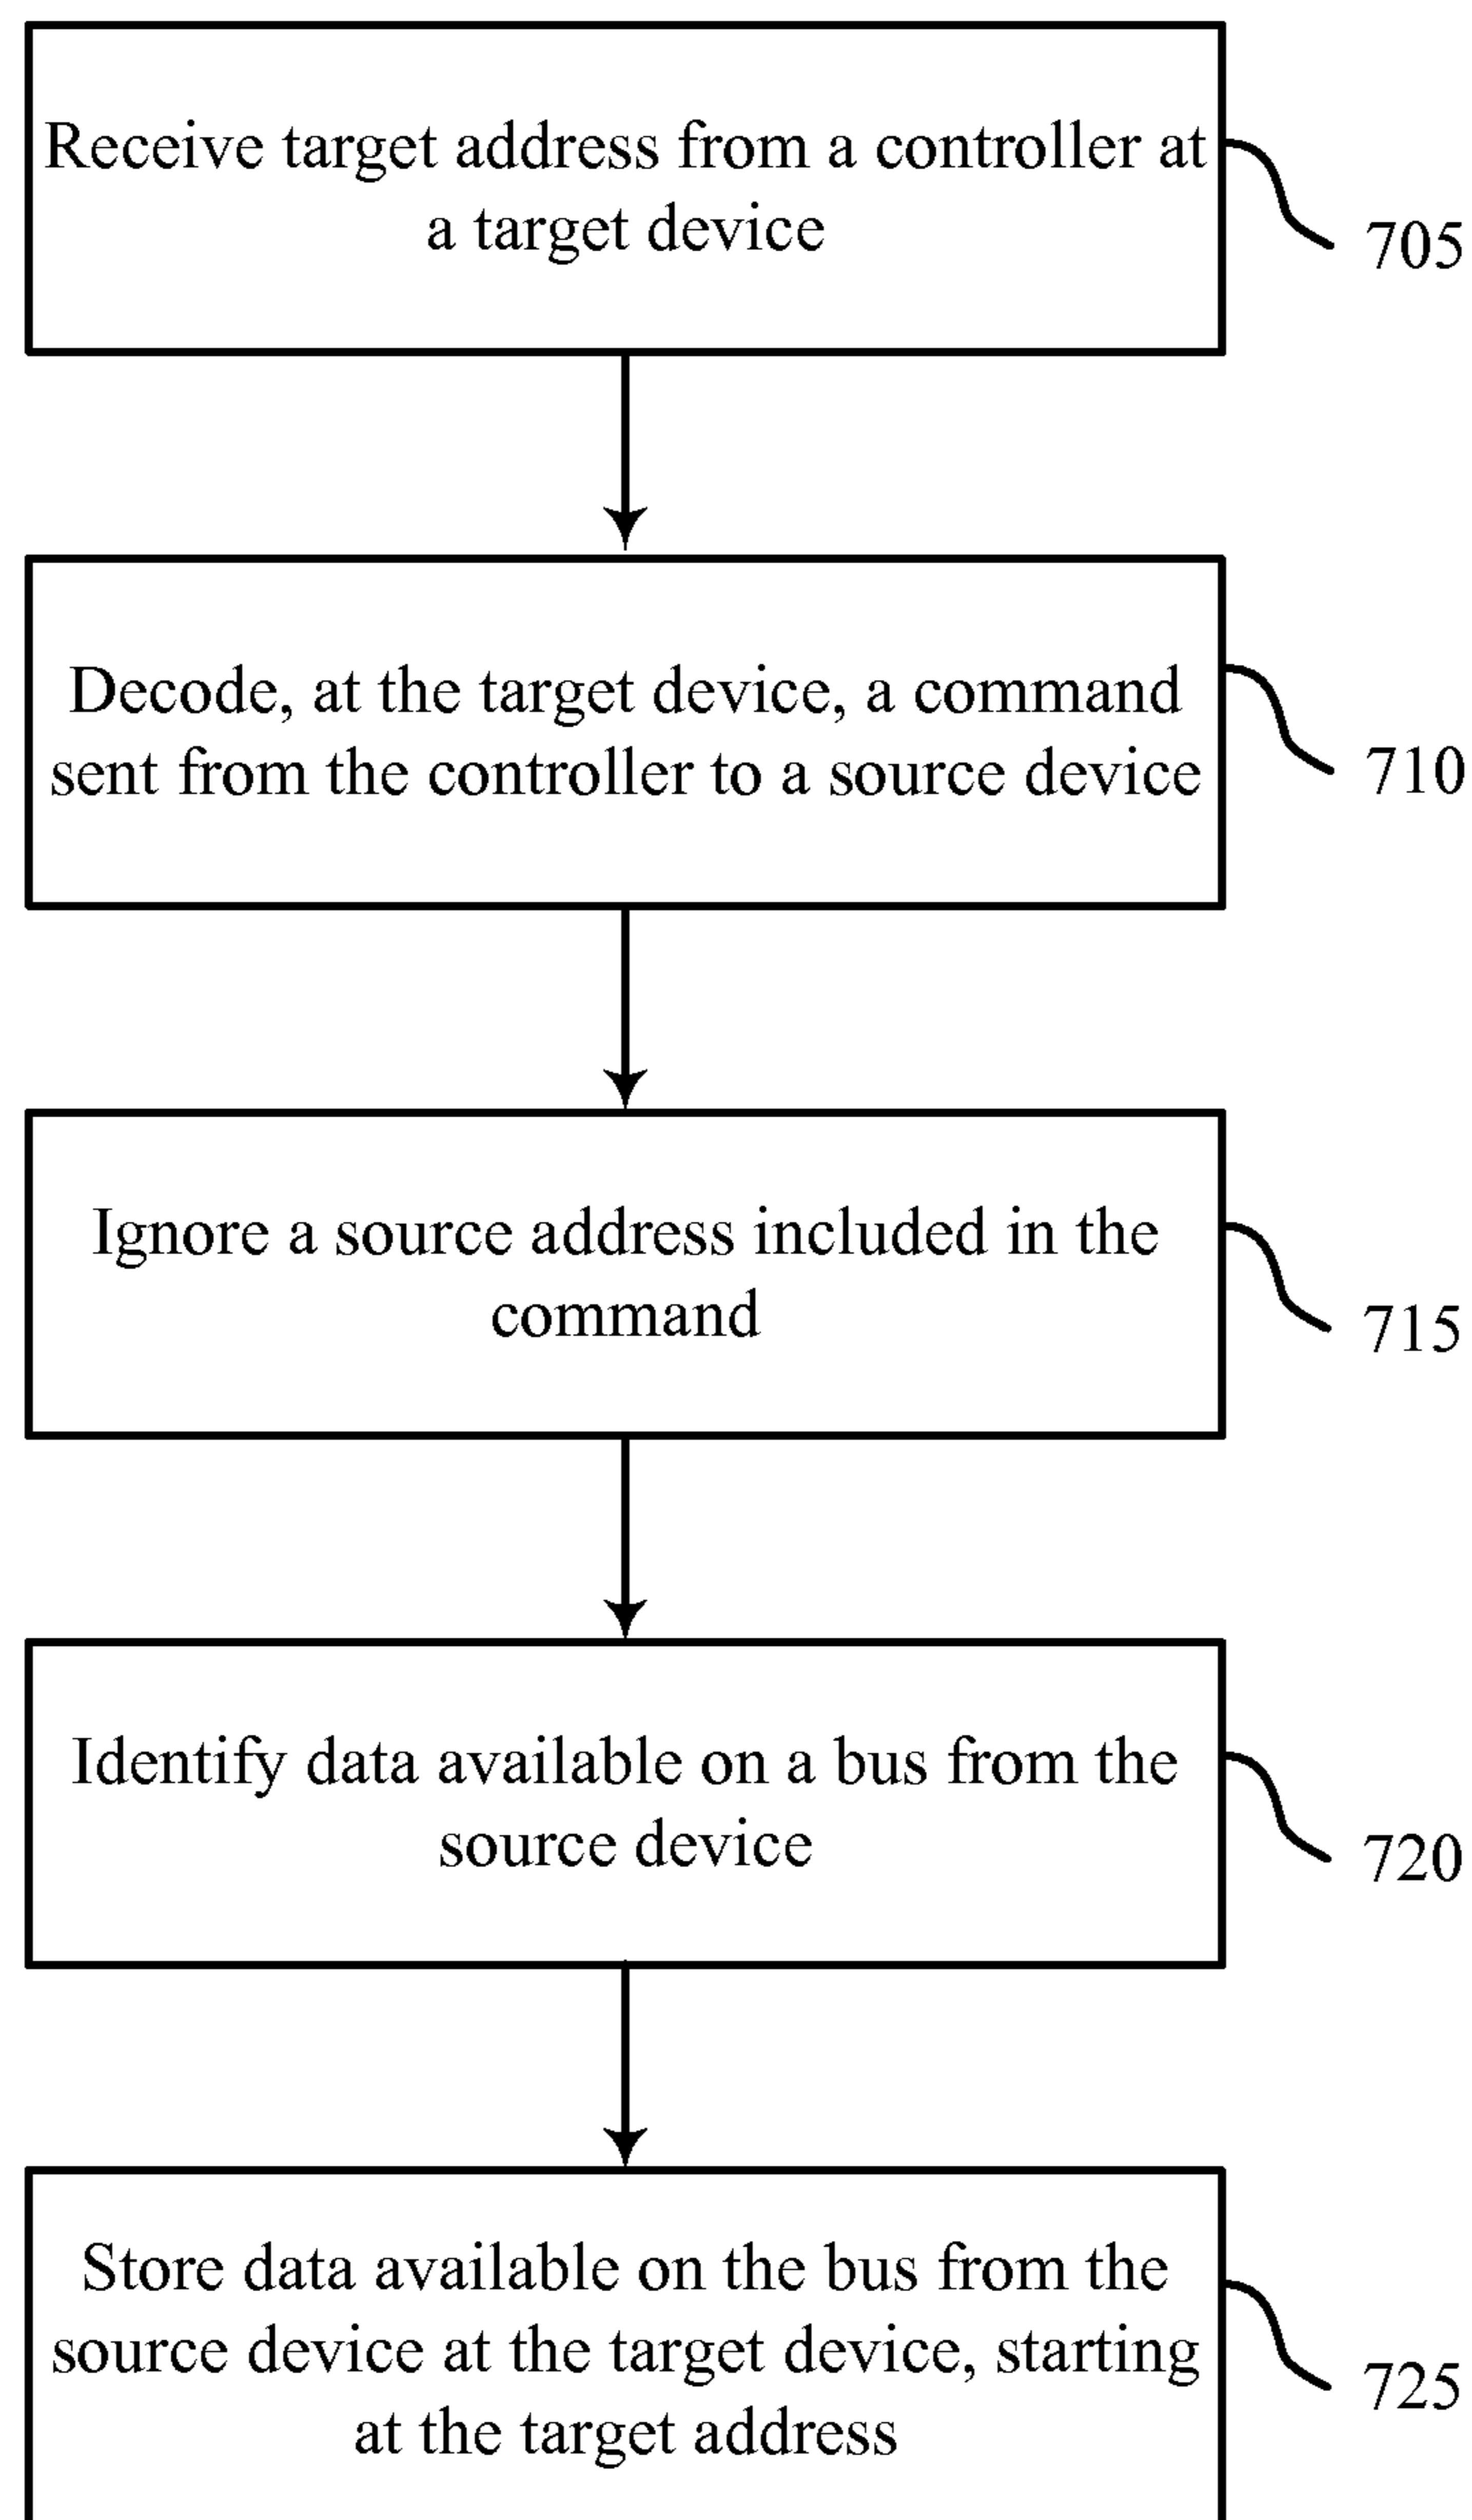 Receive target address from a controller at
a target device
705
Decode, at the target device, a command
sent from the controller to a source device
710
Ignore a source address included in the
command
715
Identify data available on a bus from the
source device
720
Store data available on the bus from the
source device at the target device, starting
at the target address
725